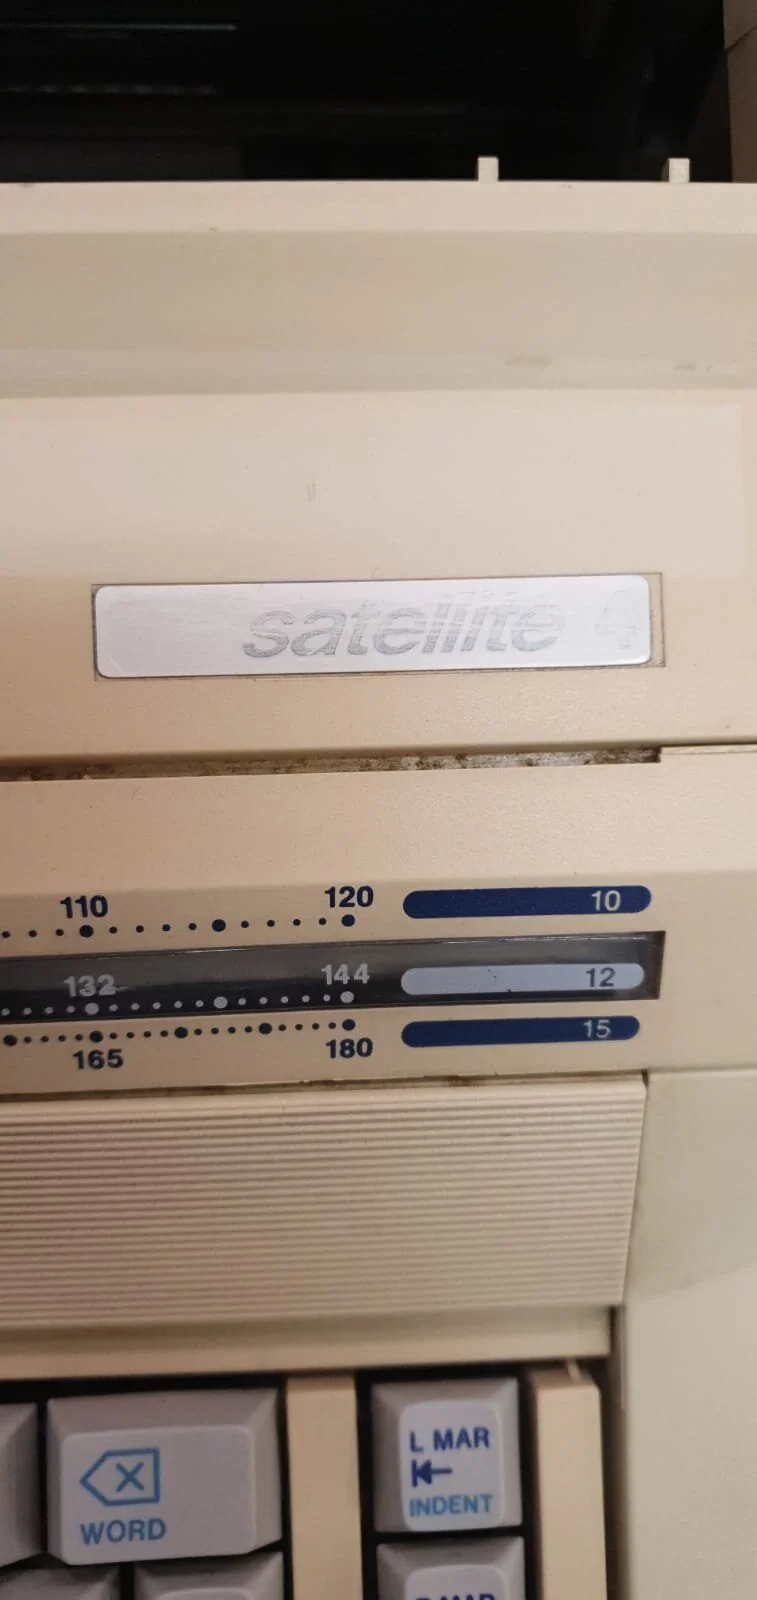 satellite 4
110 120 10
132 144 12
165 180 15
WORD
L MAR
INDENT